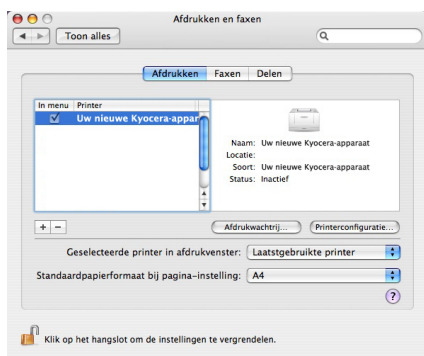 Afdrukken en faxen
Toon alles
Afdrukken Faxen Delen
In menu Printer
Uw nieuwe Kyocera-appar
Naam: Uw nieuwe Kyocera-apparaat
Locatie:
Soort: Uw nieuwe Kyocera-apparaat
Status: Inactief
+ −
Afdrukwachtrij... Printerconfiguratie...
Geselecteerde printer in afdrukvenster: Laatstgebruikte printer
Standaardpapierformaat bij pagina-instelling: A4
?
Klik op het hangslot om de instellingen te vergrendelen.